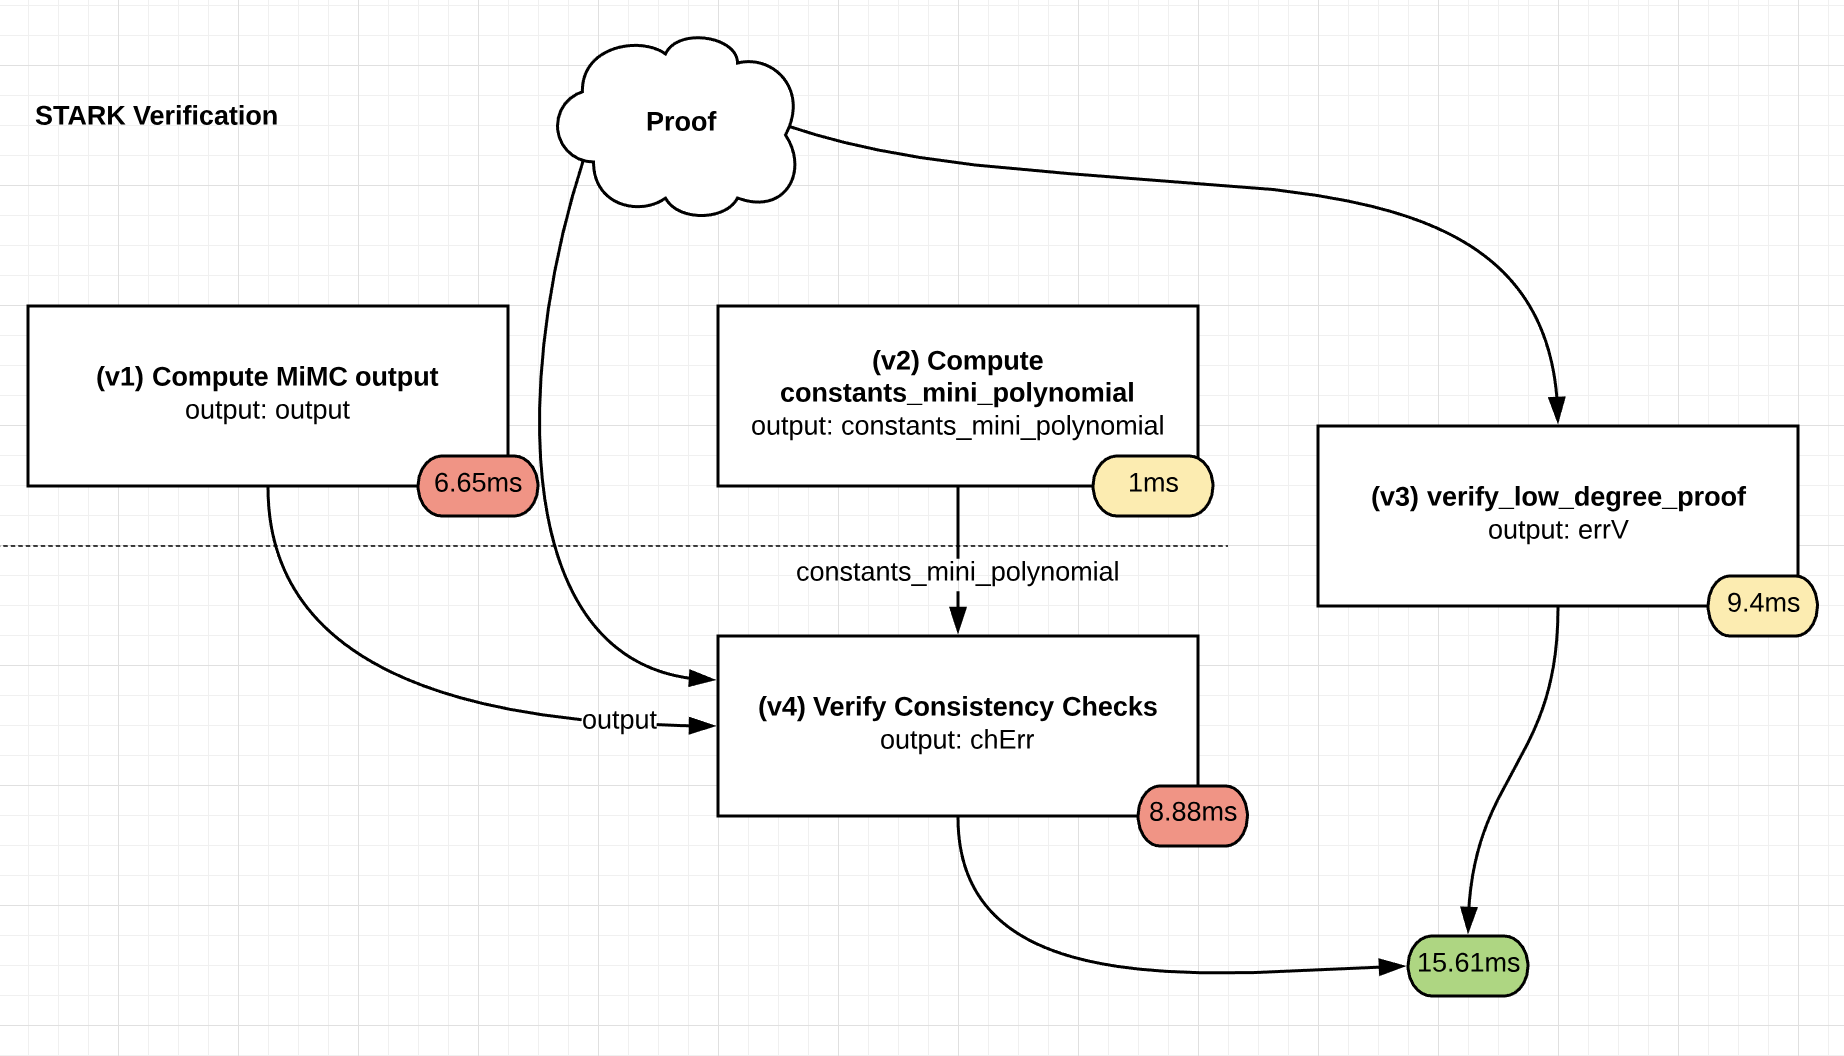 STARK Verification
Proof
(v1) Compute MiMC output
output: output
6.65ms
(v2) Compute
constants_mini_polynomial
output: constants_mini_polynomial
1ms
(v3) verify_low_degree_proof
output: errV
9.4ms
constants_mini_polynomial
output
(v4) Verify Consistency Checks
output: chErr
8.88ms
15.61ms